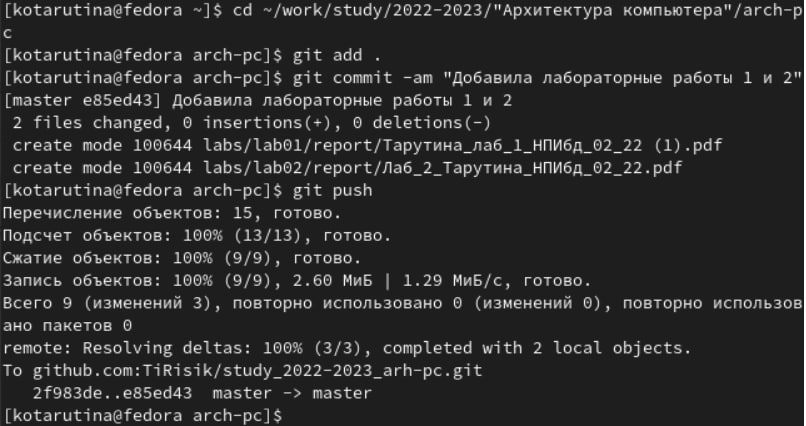 [kotarutina@fedora ~]$ cd ~/work/study/2022-2023/"Архитектура компьютера"/arch-p
c
[kotarutina@fedora arch-pc]$ git add .
[kotarutina@fedora arch-pc]$ git commit -am "Добавила лабораторные работы 1 и 2"
[master e85ed43] Добавила лабораторные работы 1 и 2
 2 files changed, 0 insertions(+), 0 deletions(-)
 create mode 100644 labs/lab01/report/Тарутина_лаб_1_НПИбд_02_22 (1).pdf
 create mode 100644 labs/lab02/report/Лаб_2_Тарутина_НПИбд_02_22.pdf
[kotarutina@fedora arch-pc]$ git push
Перечисление объектов: 15, готово.
Подсчет объектов: 100% (13/13), готово.
Сжатие объектов: 100% (9/9), готово.
Запись объектов: 100% (9/9), 2.60 МиБ | 1.29 МиБ/с, готово.
Всего 9 (изменений 3), повторно использовано 0 (изменений 0), повторно использов
ано пакетов 0
remote: Resolving deltas: 100% (3/3), completed with 2 local objects.
To github.com:TiRisik/study_2022-2023_arh-pc.git
   2f983de..e85ed43  master -> master
[kotarutina@fedora arch-pc]$